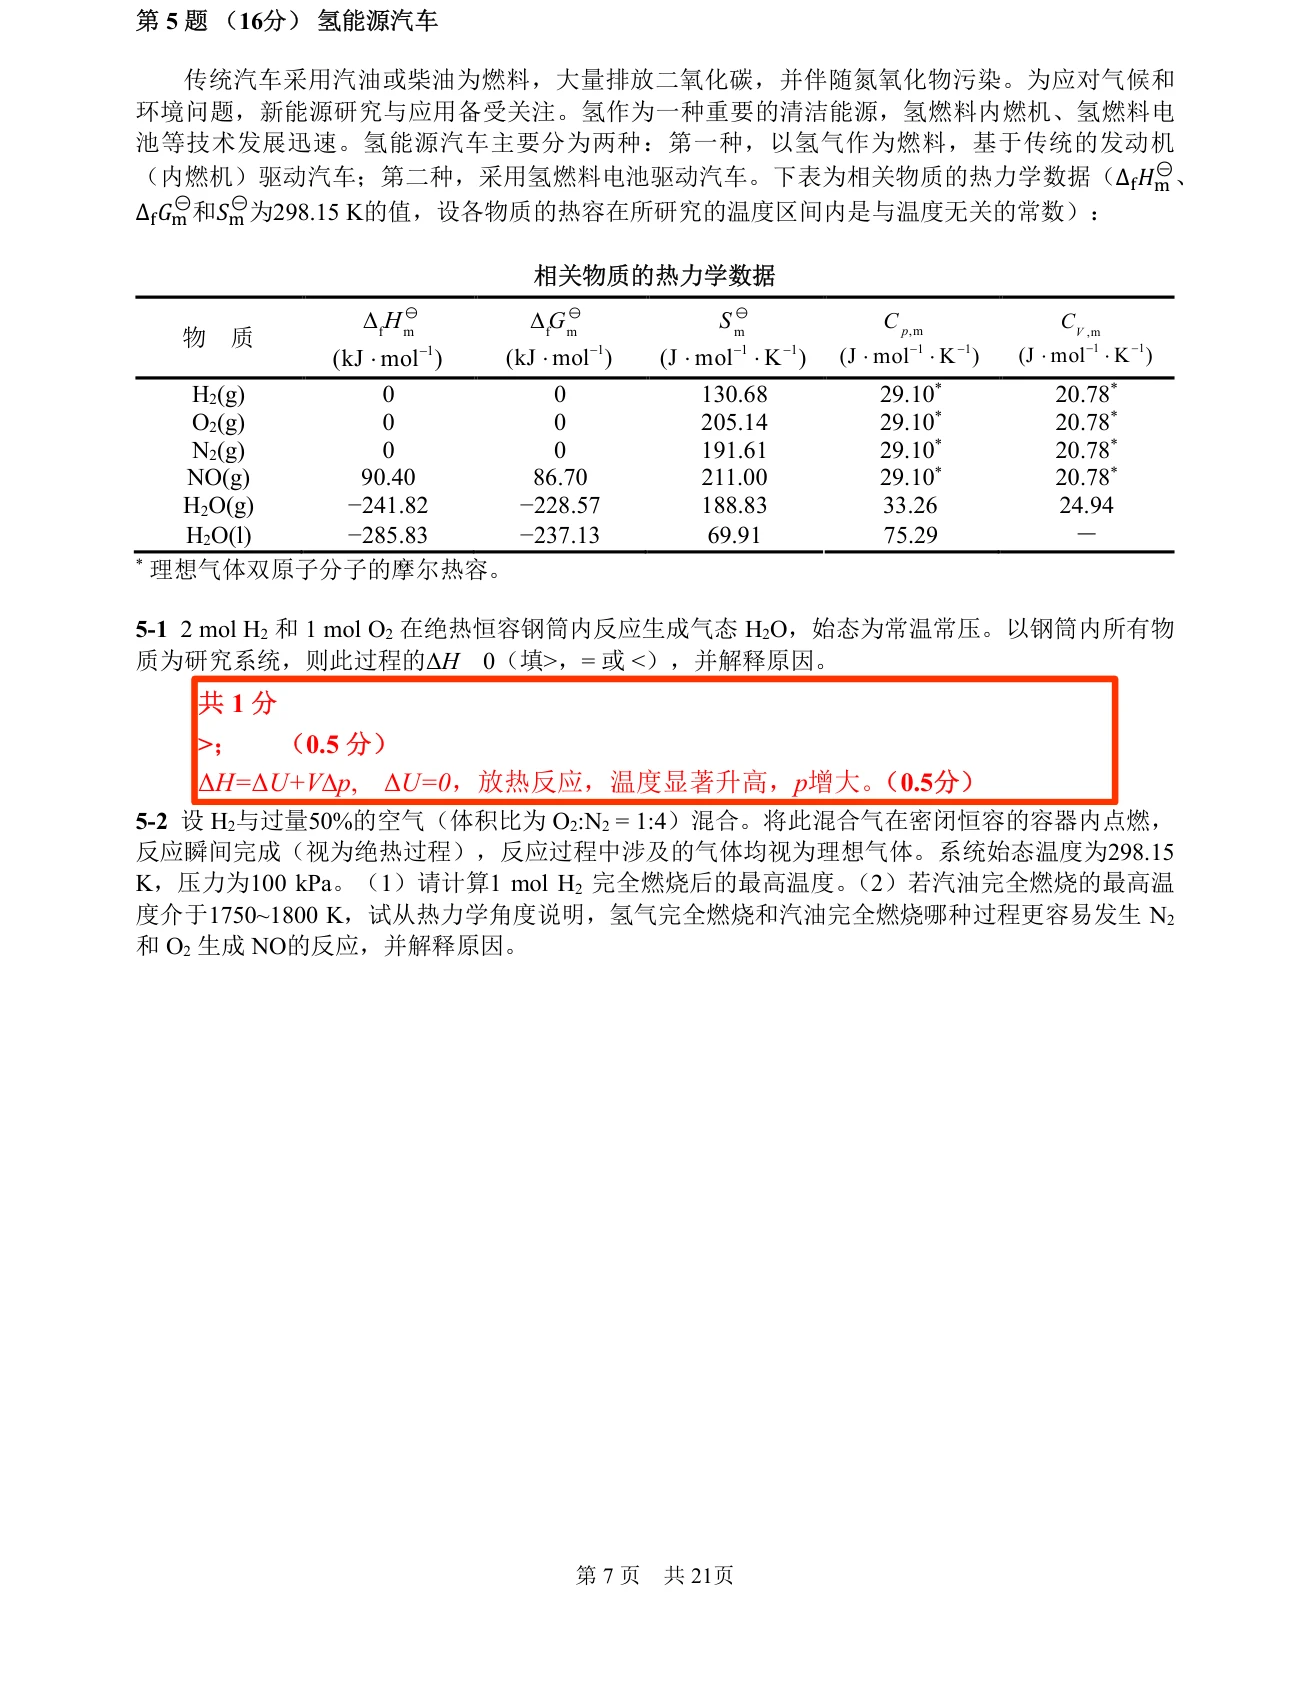 第 5 题 （16分） 氢能源汽车
传统汽车采用汽油或柴油为燃料，大量排放二氧化碳，并伴随氮氧化物污染。为应对气候和
环境问题，新能源研究与应用备受关注。氢作为一种重要的清洁能源，氢燃料内燃机、氢燃料电
池等技术发展迅速。氢能源汽车主要分为两种：第一种，以氢气作为燃料，基于传统的发动机
（内燃机）驱动汽车；第二种，采用氢燃料电池驱动汽车。下表为相关物质的热力学数据（ΔfHm⊖、
ΔfGm⊖和Sm⊖为298.15 K的值，设各物质的热容在所研究的温度区间内是与温度无关的常数）：
相关物质的热力学数据
物 质 ΔfHm⊖ (kJ·mol⁻¹) ΔfGm⊖ (kJ·mol⁻¹) Sm⊖ (J·mol⁻¹·K⁻¹) Cp,m (J·mol⁻¹·K⁻¹) CV,m (J·mol⁻¹·K⁻¹)
H₂(g) 0 0 130.68 29.10* 20.78*
O₂(g) 0 0 205.14 29.10* 20.78*
N₂(g) 0 0 191.61 29.10* 20.78*
NO(g) 90.40 86.70 211.00 29.10* 20.78*
H₂O(g) −241.82 −228.57 188.83 33.26 24.94
H₂O(l) −285.83 −237.13 69.91 75.29 —
* 理想气体双原子分子的摩尔热容。
5-1 2 mol H₂ 和 1 mol O₂ 在绝热恒容钢筒内反应生成气态 H₂O，始态为常温常压。以钢筒内所有物
质为研究系统，则此过程的ΔH 0（填>，= 或 <），并解释原因。
共 1 分
>; （0.5 分）
ΔH=ΔU+VΔp, ΔU=0，放热反应，温度显著升高，p增大。（0.5分）
5-2 设 H₂与过量50%的空气（体积比为 O₂:N₂ = 1:4）混合。将此混合气在密闭恒容的容器内点燃，
反应瞬间完成（视为绝热过程），反应过程中涉及的气体均视为理想气体。系统始态温度为298.15
K，压力为100 kPa。（1）请计算1 mol H₂ 完全燃烧后的最高温度。（2）若汽油完全燃烧的最高温
度介于1750~1800 K，试从热力学角度说明，氢气完全燃烧和汽油完全燃烧哪种过程更容易发生 N₂
和 O₂ 生成 NO的反应，并解释原因。
第 7 页 共 21页